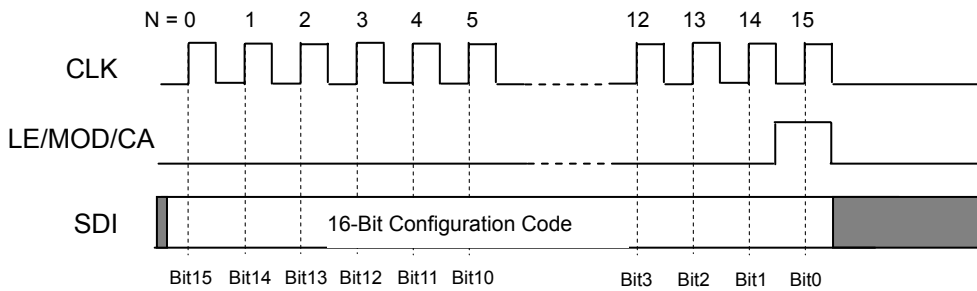 N = 0 1 2 3 4 5 12 13 14 15
CLK
LE/MOD/CA
SDI
16-Bit Configuration Code
Bit15 Bit14 Bit13 Bit12 Bit11 Bit10 Bit3 Bit2 Bit1 Bit0